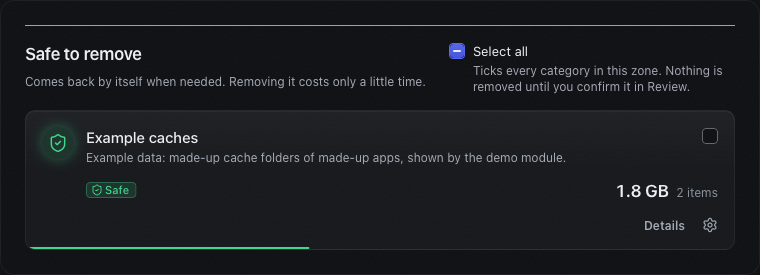 Safe to remove
Select all
Comes back by itself when needed. Removing it costs only a little time.
Ticks every category in this zone. Nothing is
removed until you confirm it in Review.
Example caches
Example data: made-up cache folders of made-up apps, shown by the demo module.
Safe
1.8 GB 2 items
Details